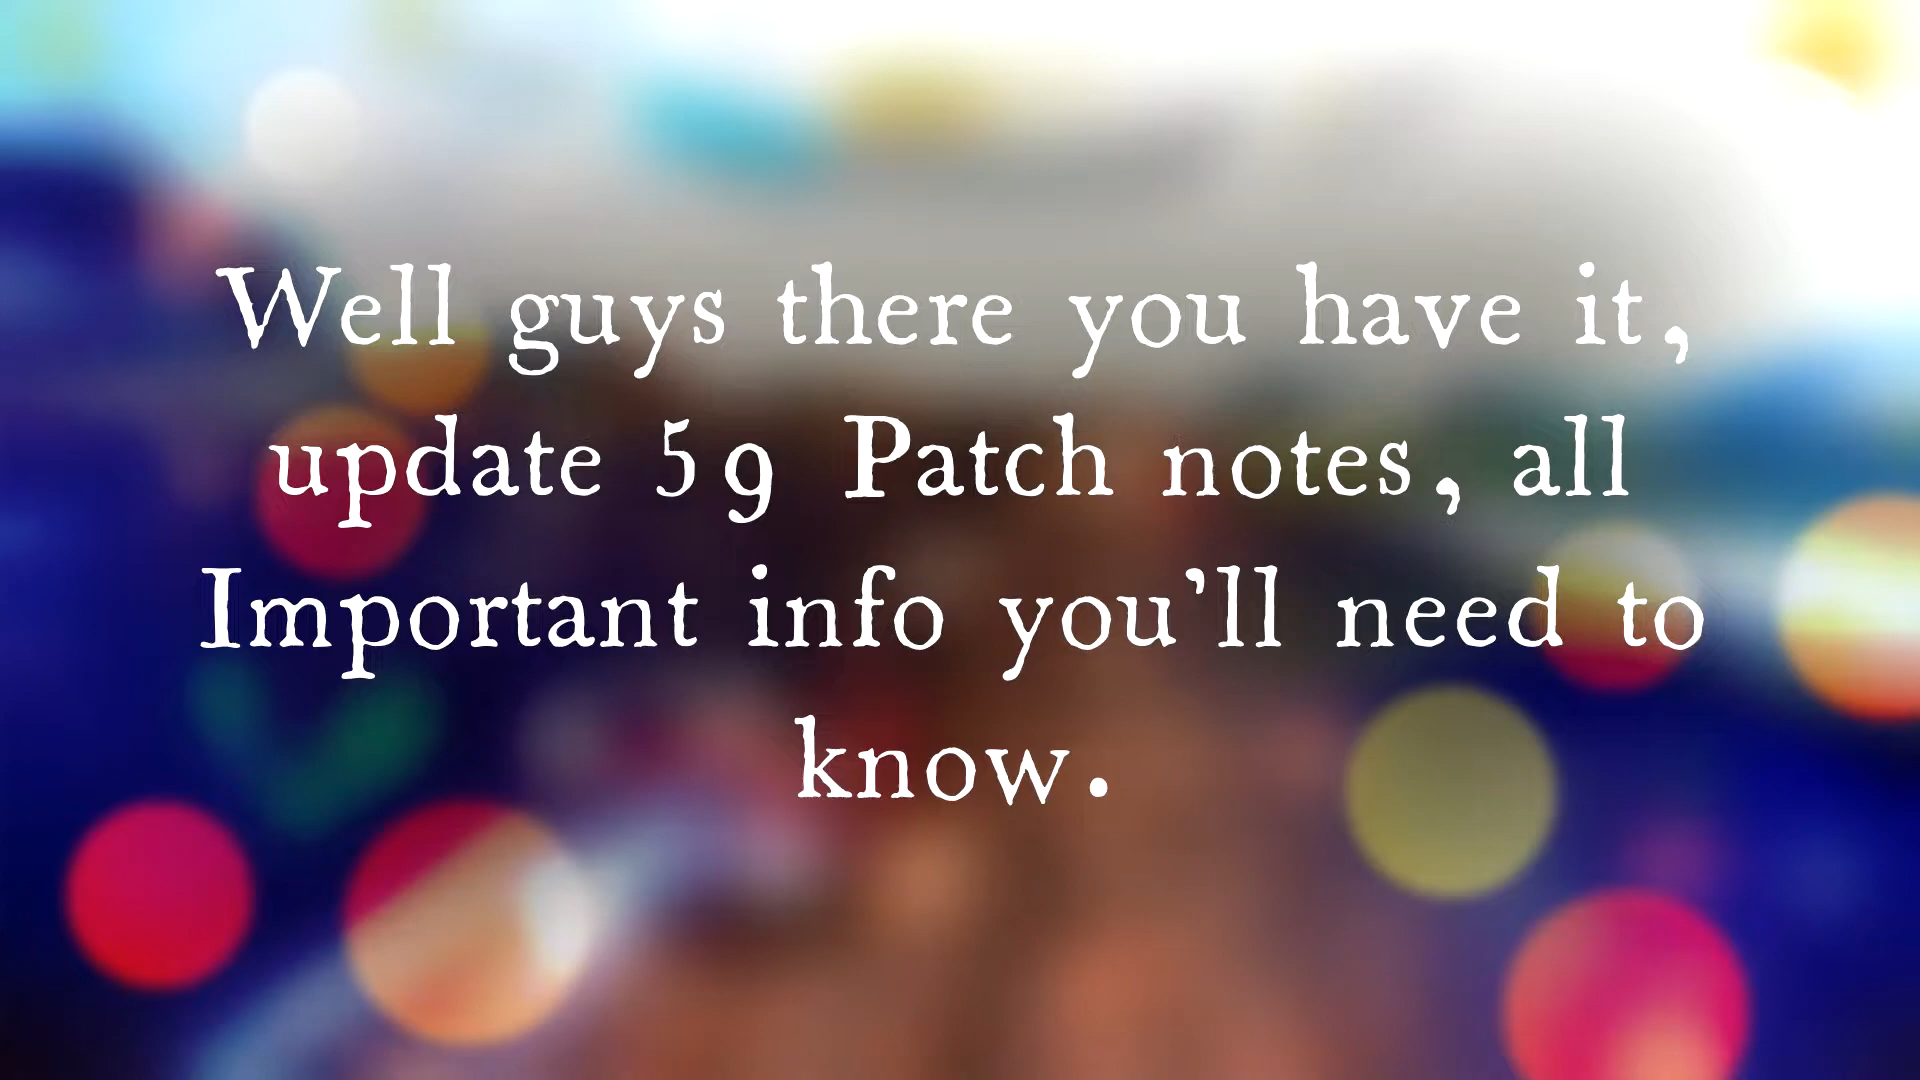 Well guys there you have it,
update 59 Patch notes, all
Important info you'll need to
know.